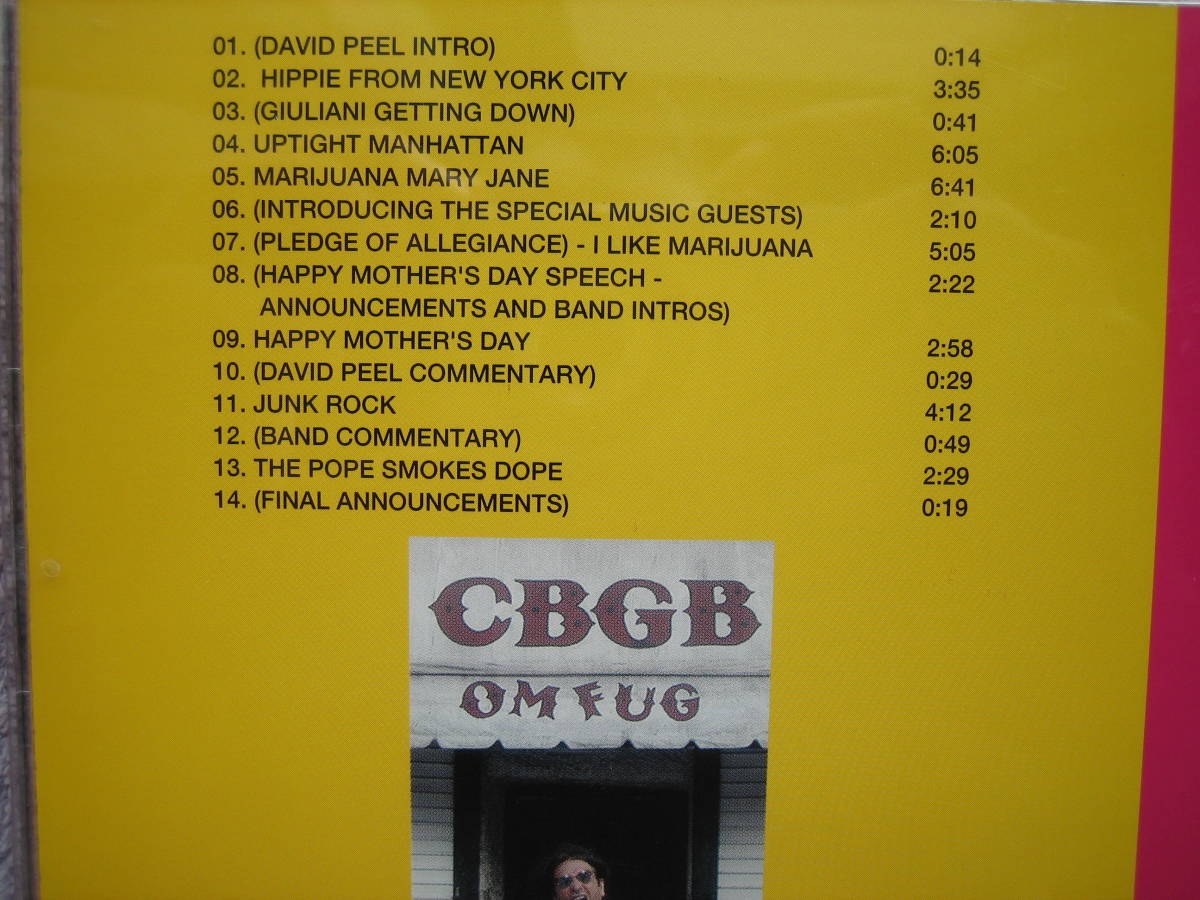 01. (DAVID PEEL INTRO) 0:14
02. HIPPIE FROM NEW YORK CITY 3:35
03. (GIULIANI GETTING DOWN) 0:41
04. UPTIGHT MANHATTAN 6:05
05. MARIJUANA MARY JANE 6:41
06. (INTRODUCING THE SPECIAL MUSIC GUESTS) 2:10
07. (PLEDGE OF ALLEGIANCE) - I LIKE MARIJUANA 5:05
08. (HAPPY MOTHER'S DAY SPEECH - 2:22
ANNOUNCEMENTS AND BAND INTROS)
09. HAPPY MOTHER'S DAY 2:58
10. (DAVID PEEL COMMENTARY) 0:29
11. JUNK ROCK 4:12
12. (BAND COMMENTARY) 0:49
13. THE POPE SMOKES DOPE 2:29
14. (FINAL ANNOUNCEMENTS) 0:19
CBGB
OMFUG